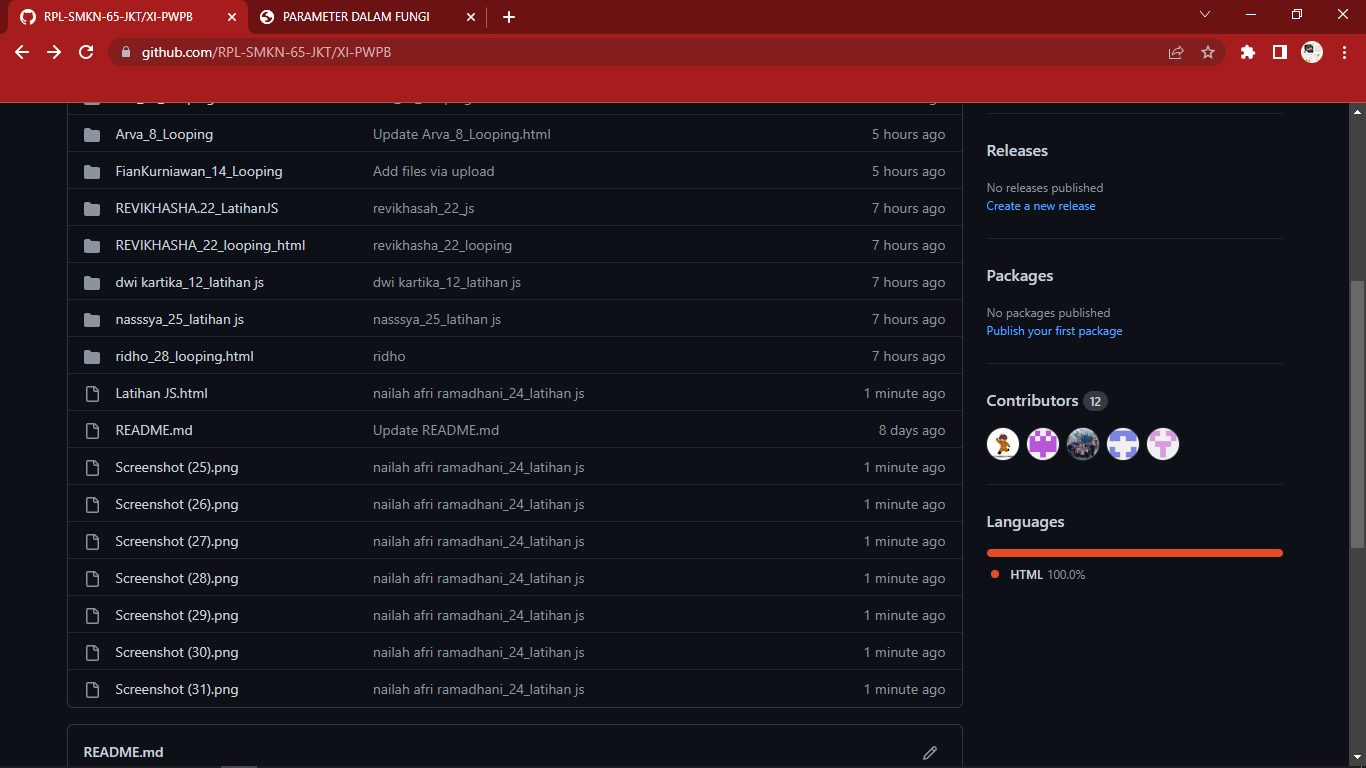 RPL-SMKN-65-JKT/XI-PWPB
PARAMETER DALAM FUNGI
github.com/RPL-SMKN-65-JKT/XI-PWPB
Arva_8_Looping Update Arva_8_Looping.html 5 hours ago
FianKurniawan_14_Looping Add files via upload 5 hours ago
REVIKHASHA.22_LatihanJS revikhasah_22_js 7 hours ago
REVIKHASHA_22_looping_html revikhasha_22_looping 7 hours ago
dwi kartika_12_latihan js dwi kartika_12_latihan js 7 hours ago
nasssya_25_latihan js nasssya_25_latihan js 7 hours ago
ridho_28_looping.html ridho 7 hours ago
Latihan JS.html nailah afri ramadhani_24_latihan js 1 minute ago
README.md Update README.md 8 days ago
Screenshot (25).png nailah afri ramadhani_24_latihan js 1 minute ago
Screenshot (26).png nailah afri ramadhani_24_latihan js 1 minute ago
Screenshot (27).png nailah afri ramadhani_24_latihan js 1 minute ago
Screenshot (28).png nailah afri ramadhani_24_latihan js 1 minute ago
Screenshot (29).png nailah afri ramadhani_24_latihan js 1 minute ago
Screenshot (30).png nailah afri ramadhani_24_latihan js 1 minute ago
Screenshot (31).png nailah afri ramadhani_24_latihan js 1 minute ago
README.md
Releases
No releases published
Create a new release
Packages
No packages published
Publish your first package
Contributors 12
Languages
HTML 100.0%